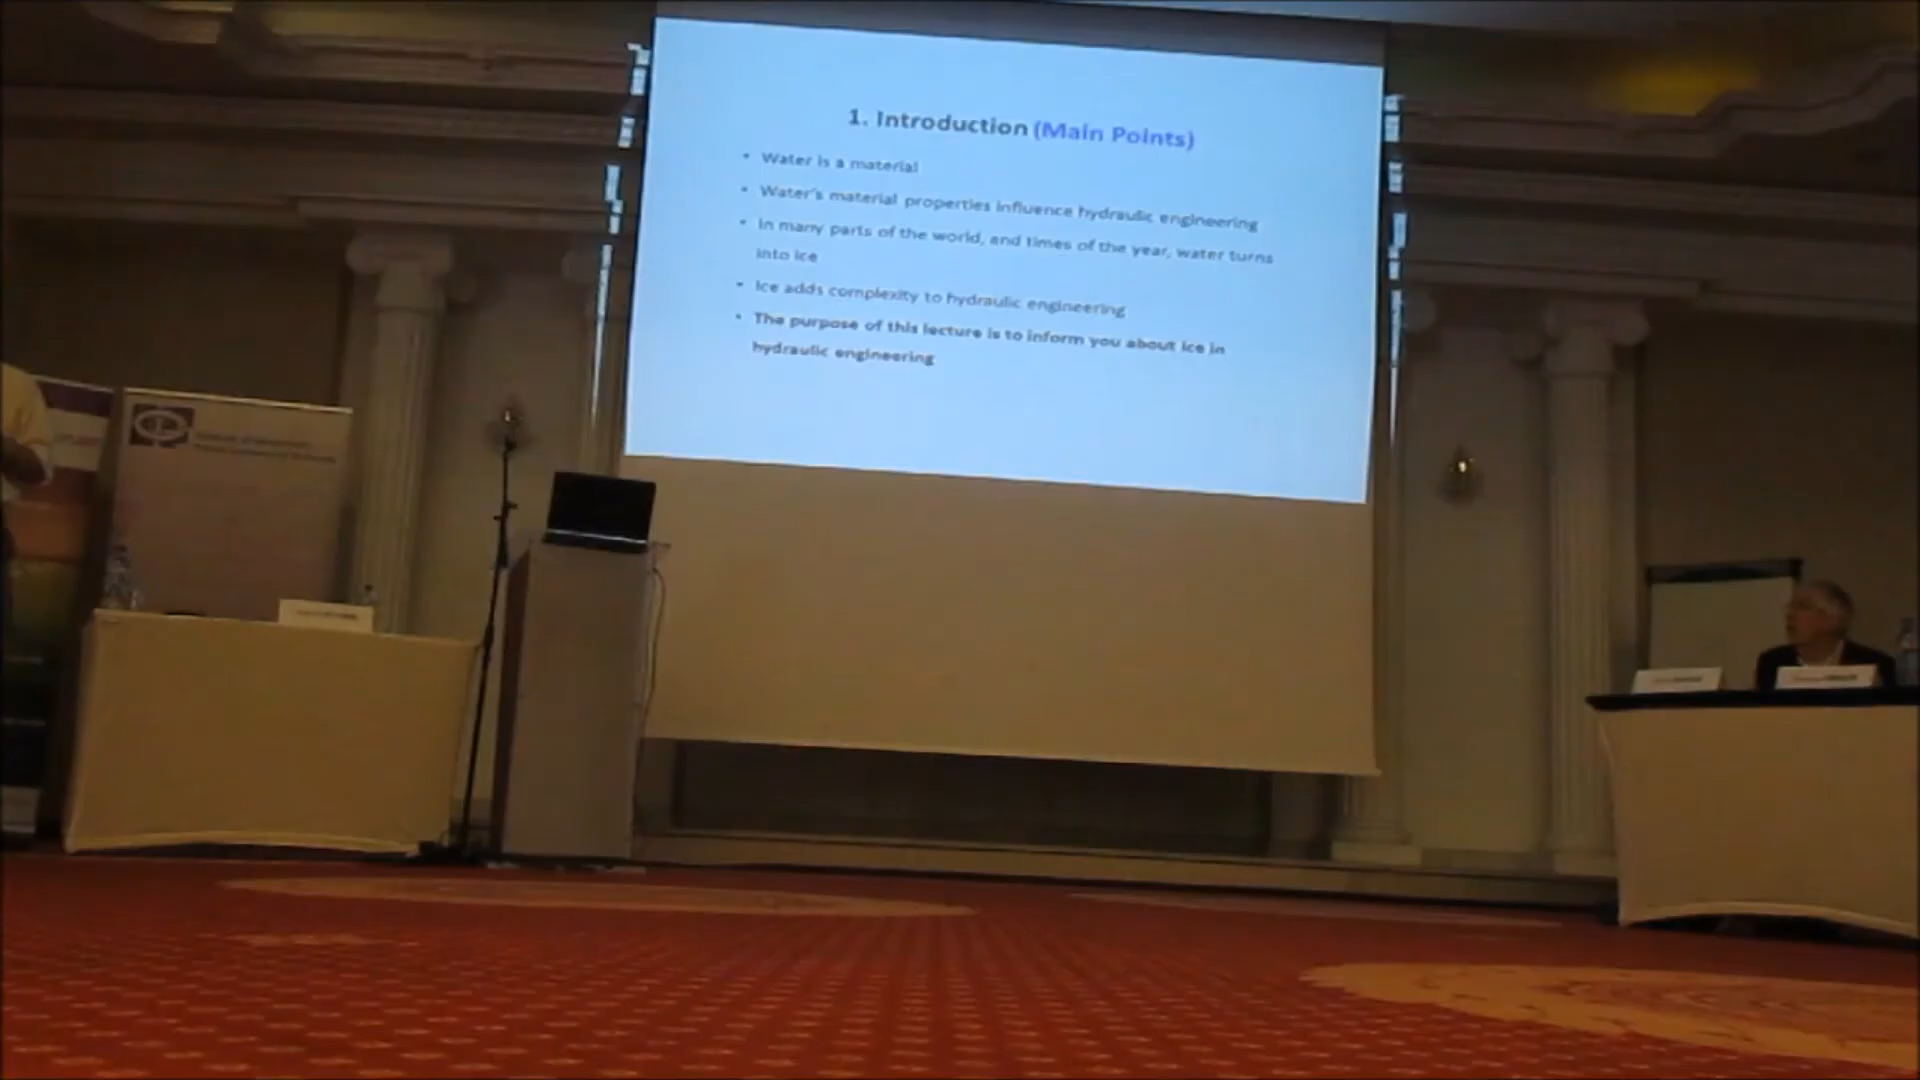 1. Introduction (Main Points)
• Water is a material
• Water's material properties influence hydraulic engineering
• In many parts of the world, and times of the year, water turns
into ice
• Ice adds complexity to hydraulic engineering
• The purpose of this lecture is to inform you about ice in
hydraulic engineering